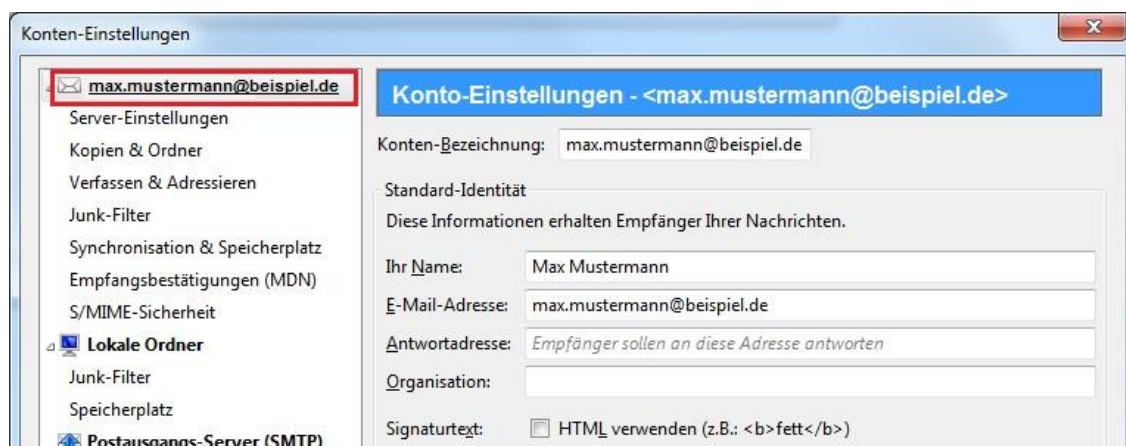 Konten-Einstellungen
max.mustermann@beispiel.de
Server-Einstellungen
Kopien & Ordner
Verfassen & Adressieren
Junk-Filter
Synchronisation & Speicherplatz
Empfangsbestätigungen (MDN)
S/MIME-Sicherheit
Lokale Ordner
Junk-Filter
Speicherplatz
Postausgangs-Server (SMTP)
Konto-Einstellungen - <max.mustermann@beispiel.de>
Konten-Bezeichnung: max.mustermann@beispiel.de
Standard-Identität
Diese Informationen erhalten Empfänger Ihrer Nachrichten.
Ihr Name: Max Mustermann
E-Mail-Adresse: max.mustermann@beispiel.de
Antwortadresse: Empfänger sollen an diese Adresse antworten
Organisation:
Signaturtext: HTML verwenden (z.B.: <b>fett</b>)